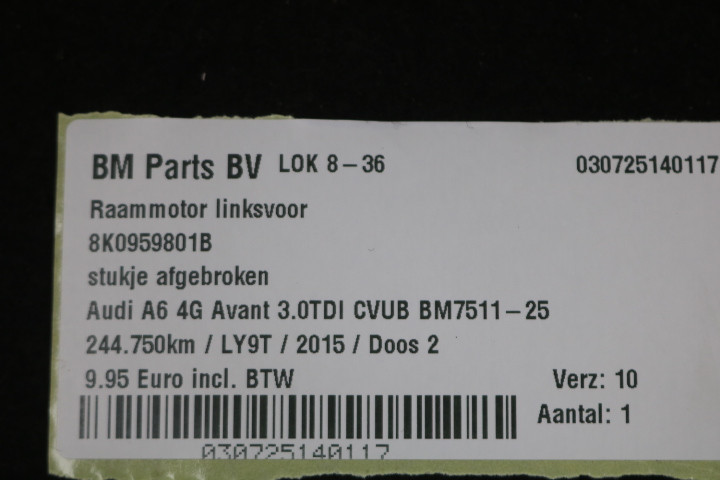 BM Parts BV LOK 8-36 030725140117
Raammotor linksvoor
8K0959801B
stukje afgebroken
Audi A6 4G Avant 3.0TDI CVUB BM7511-25
244.750km / LY9T / 2015 / Doos 2
9.95 Euro incl. BTW Verz: 10
Aantal: 1
030725140117